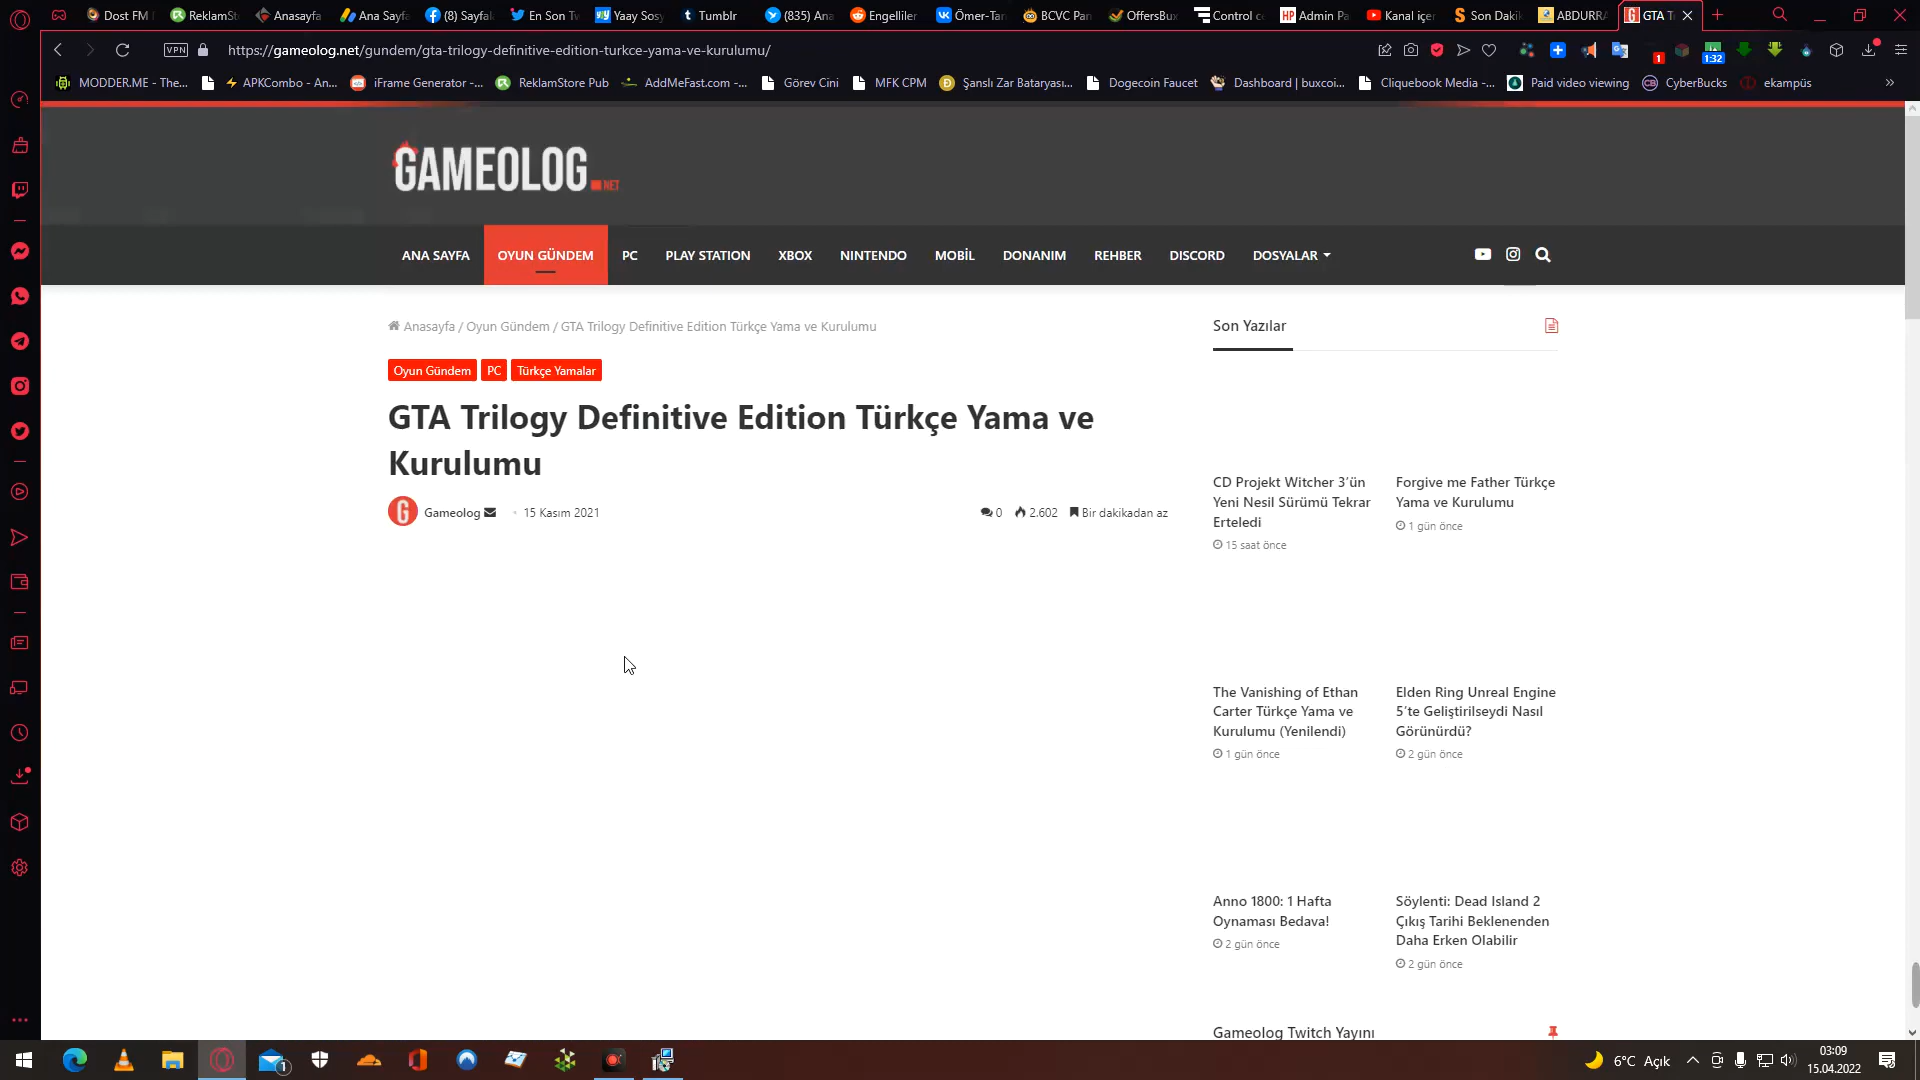 Dost FM
ReklamSt
Anasayfa
Ana Sayfa
(8) Sayfal
En Son Tw
Yaay Sosy
Tumblr
(835) Ana
Engelliler
Ömer-Tar
BCVC Pan
OffersBux
Control ce
Admin Pa
Kanal içer
Son Dakik
ABDURRA
GTA T
VPN
https://gameolog.net/gundem/gta-trilogy-definitive-edition-turkce-yama-ve-kurulumu/
1
1:32
MODDER.ME - The...
APKCombo - An...
iFrame Generator -...
ReklamStore Pub
AddMeFast.com -...
Görev Cini
MFK CPM
Şanslı Zar Bataryası...
Dogecoin Faucet
Dashboard | buxcoi...
Cliquebook Media -...
Paid video viewing
CyberBucks
ekampüs
GAMEOLOG.NET
ANA SAYFA
OYUN GÜNDEM
PC
PLAY STATION
XBOX
NINTENDO
MOBİL
DONANIM
REHBER
DISCORD
DOSYALAR
Anasayfa / Oyun Gündem / GTA Trilogy Definitive Edition Türkçe Yama ve Kurulumu
Oyun Gündem
PC
Türkçe Yamalar
GTA Trilogy Definitive Edition Türkçe Yama ve
Kurulumu
Gameolog
15 Kasım 2021
0
2.602
Bir dakikadan az
Son Yazılar
CD Projekt Witcher 3'ün
Yeni Nesil Sürümü Tekrar
Erteledi
15 saat önce
Forgive me Father Türkçe
Yama ve Kurulumu
1 gün önce
The Vanishing of Ethan
Carter Türkçe Yama ve
Kurulumu (Yenilendi)
1 gün önce
Elden Ring Unreal Engine
5'te Geliştirilseydi Nasıl
Görünürdü?
2 gün önce
Anno 1800: 1 Hafta
Oynaması Bedava!
2 gün önce
Söylenti: Dead Island 2
Çıkış Tarihi Beklenenden
Daha Erken Olabilir
2 gün önce
Gameolog Twitch Yayını
1
6°C Açık
03:09
15.04.2022